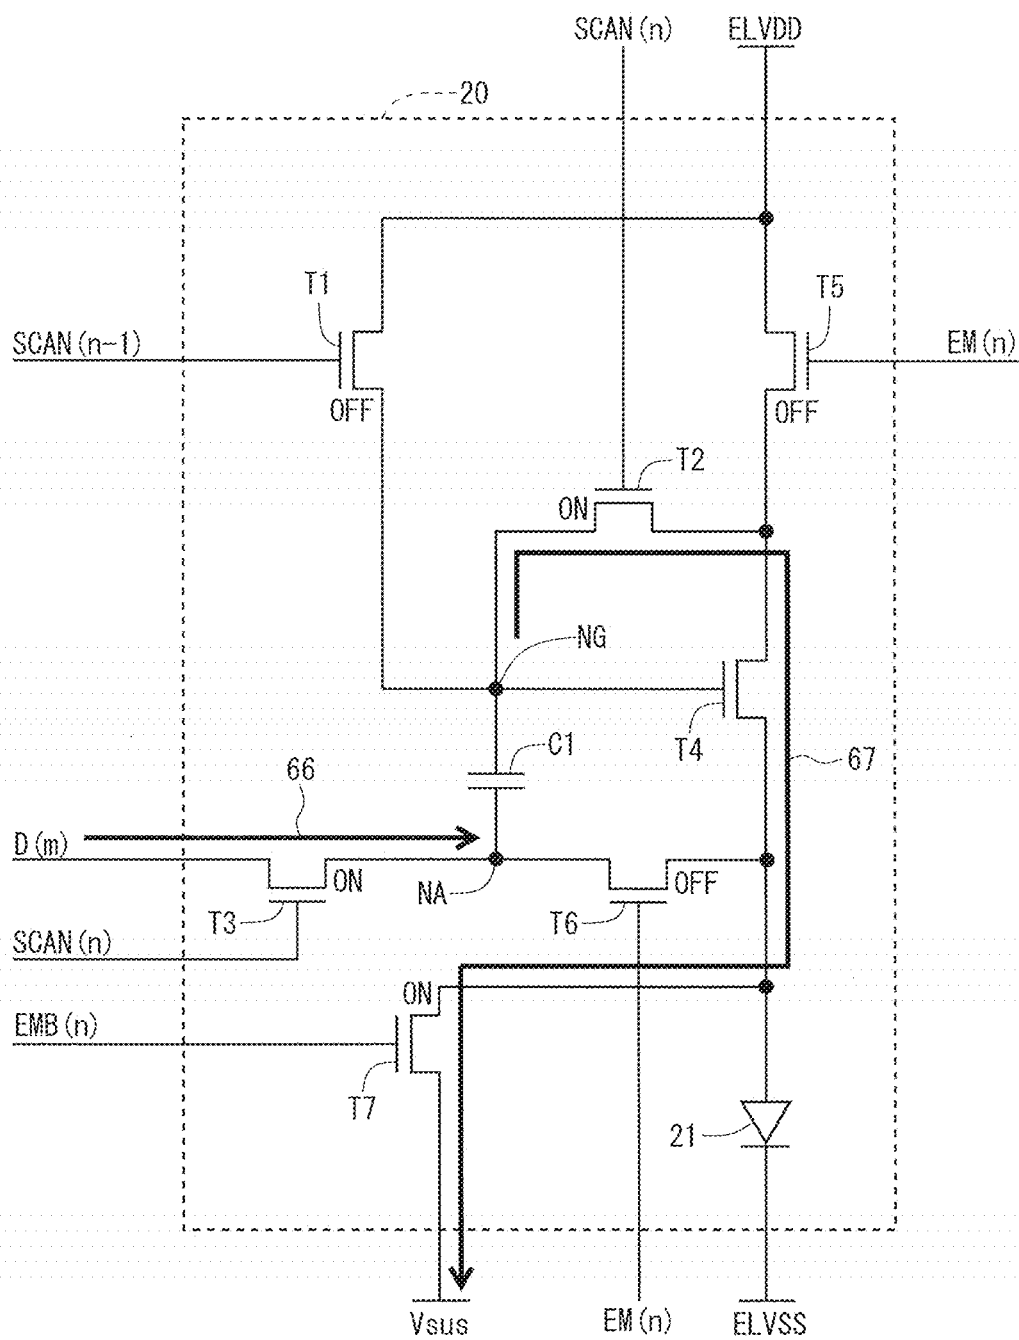 SCAN(n)
ELVDD
20
T1
T5
SCAN(n-1)
EM(n)
OFF
OFF
T2
ON
NG
T4
C1
67
66
D(m)
ON
NA
OFF
T3
T6
SCAN(n)
ON
EMB(n)
T7
21
Vsus
EM(n)
ELVSS